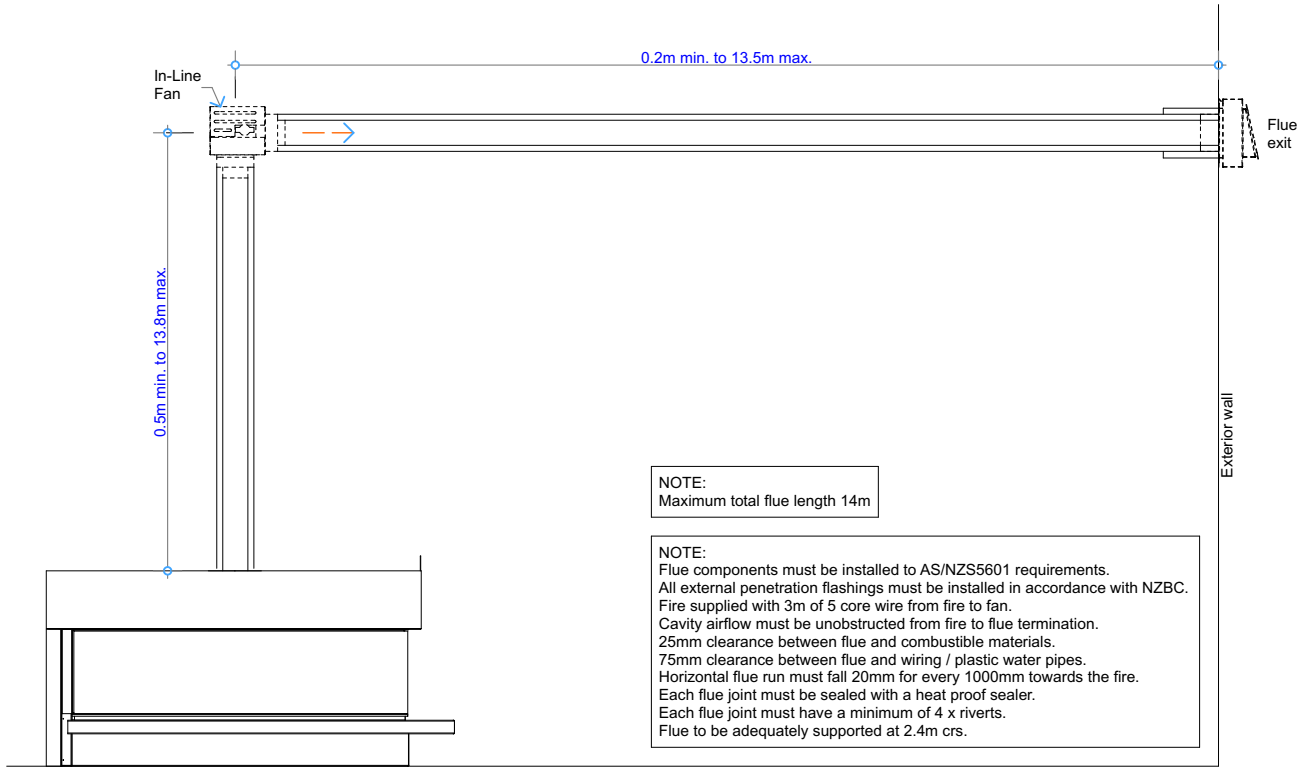 0.2m min. to 13.5m max.
In-Line
Fan
Flue
exit
0.5m min. to 13.8m max.
Exterior wall
NOTE:
Maximum total flue length 14m
NOTE:
Flue components must be installed to AS/NZS5601 requirements.
All external penetration flashings must be installed in accordance with NZBC.
Fire supplied with 3m of 5 core wire from fire to fan.
Cavity airflow must be unobstructed from fire to flue termination.
25mm clearance between flue and combustible materials.
75mm clearance between flue and wiring / plastic water pipes.
Horizontal flue run must fall 20mm for every 1000mm towards the fire.
Each flue joint must be sealed with a heat proof sealer.
Each flue joint must have a minimum of 4 x riverts.
Flue to be adequately supported at 2.4m crs.